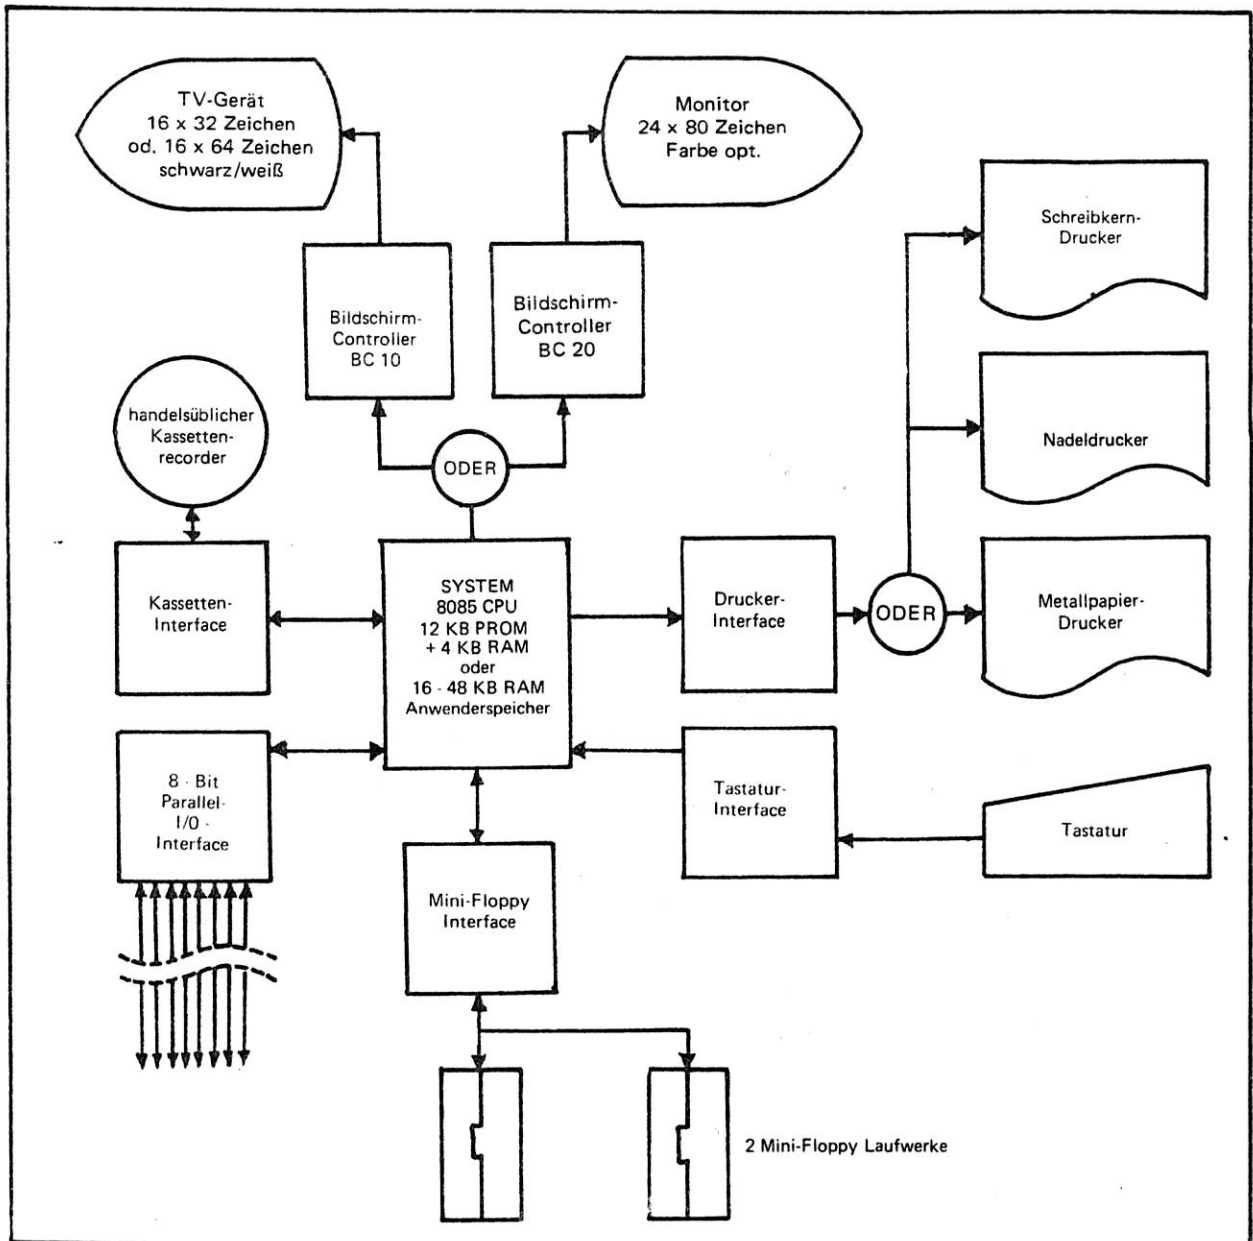 TV-Gerät
16 x 32 Zeichen
od. 16 x 64 Zeichen
schwarz/weiß
Monitor
24 x 80 Zeichen
Farbe opt.
Schreibkern-
Drucker
Bildschirm-
Controller
BC 10
Bildschirm-
Controller
BC 20
handelsüblicher
Kassetten-
recorder
ODER
Nadeldrucker
Kassetten-
Interface
SYSTEM
8085 CPU
12 KB PROM
+ 4 KB RAM
oder
16 - 48 KB RAM
Anwenderspeicher
Drucker-
Interface
ODER
Metallpapier-
Drucker
8 - Bit
Parallel-
I/O -
Interface
Tastatur-
Interface
Tastatur
Mini-Floppy
Interface
2 Mini-Floppy Laufwerke